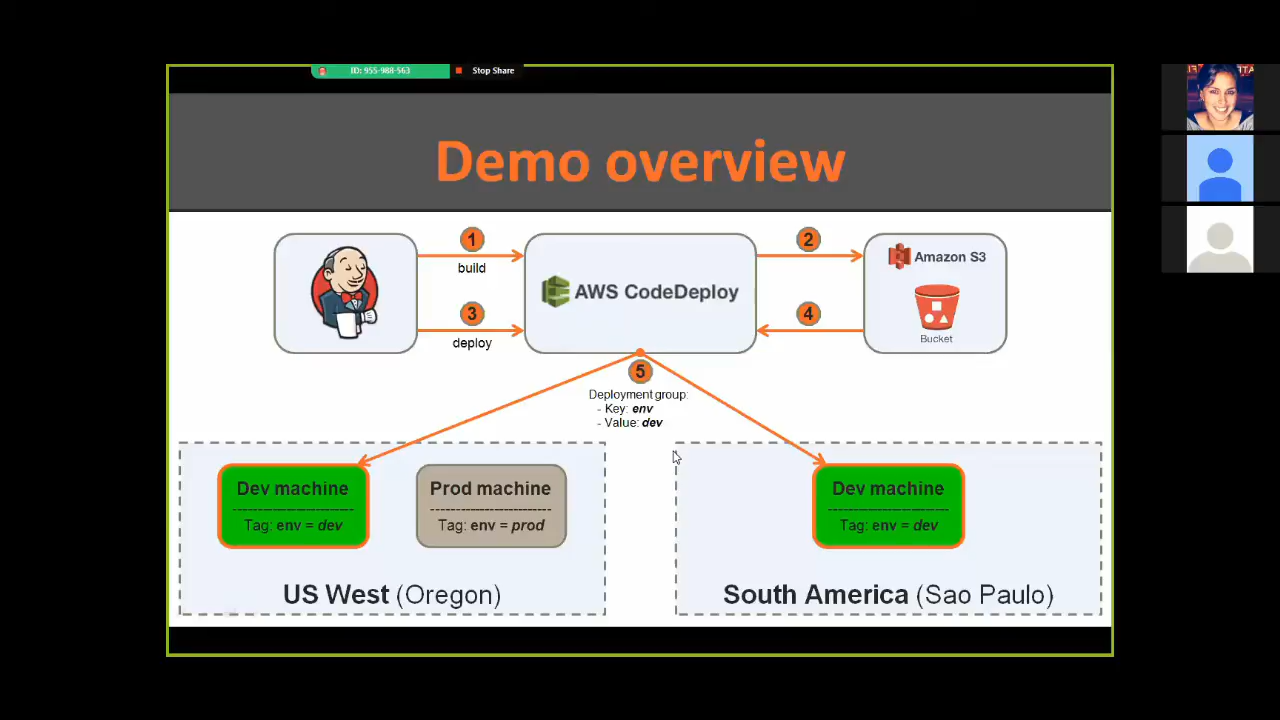 ID: 955-988-563 Stop Share
Demo overview
1
build
2
3
deploy
4
AWS CodeDeploy
Amazon S3
Bucket
5
Deployment group:
- Key: env
- Value: dev
Dev machine
Tag: env = dev
Prod machine
Tag: env = prod
US West (Oregon)
Dev machine
Tag: env = dev
South America (Sao Paulo)